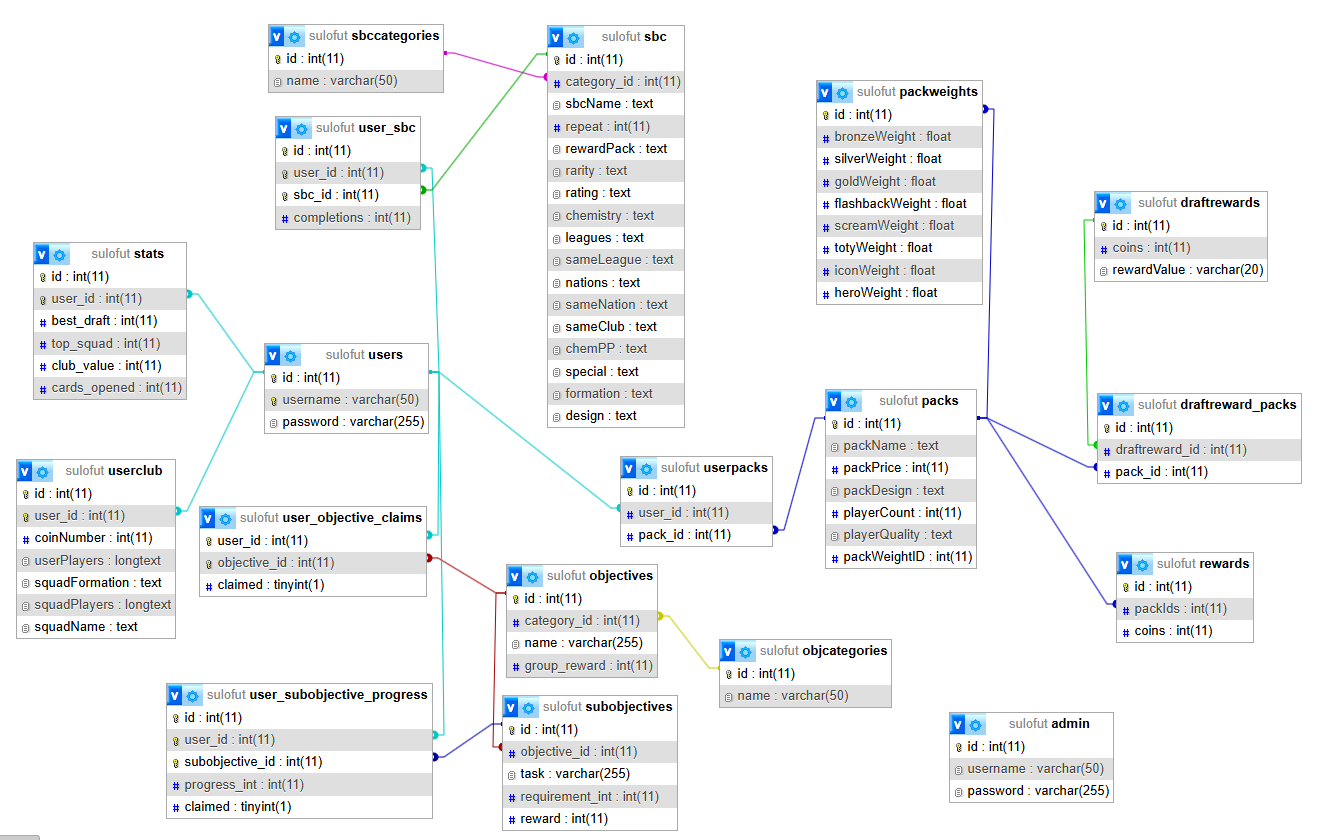 sulofut sbccategories
id : int(11)
name : varchar(50)
sulofut sbc
id : int(11)
category_id : int(11)
sbcName : text
repeat : int(11)
rewardPack : text
rarity : text
rating : text
chemistry : text
leagues : text
sameLeague : text
nations : text
sameNation : text
sameClub : text
chemPP : text
special : text
formation : text
design : text
sulofut packweights
id : int(11)
bronzeWeight : float
silverWeight : float
goldWeight : float
flashbackWeight : float
screamWeight : float
totyWeight : float
iconWeight : float
heroWeight : float
sulofut user_sbc
id : int(11)
user_id : int(11)
sbc_id : int(11)
completions : int(11)
sulofut draftrewards
id : int(11)
coins : int(11)
rewardValue : varchar(20)
sulofut stats
id : int(11)
user_id : int(11)
best_draft : int(11)
top_squad : int(11)
club_value : int(11)
cards_opened : int(11)
sulofut users
id : int(11)
username : varchar(50)
password : varchar(255)
sulofut packs
id : int(11)
packName : text
packPrice : int(11)
packDesign : text
playerCount : int(11)
playerQuality : text
packWeightID : int(11)
sulofut draftreward_packs
id : int(11)
draftreward_id : int(11)
pack_id : int(11)
sulofut userclub
id : int(11)
user_id : int(11)
coinNumber : int(11)
userPlayers : longtext
squadFormation : text
squadPlayers : longtext
squadName : text
sulofut userpacks
id : int(11)
user_id : int(11)
pack_id : int(11)
sulofut user_objective_claims
user_id : int(11)
objective_id : int(11)
claimed : tinyint(1)
sulofut objectives
id : int(11)
category_id : int(11)
name : varchar(255)
group_reward : int(11)
sulofut rewards
id : int(11)
packIds : int(11)
coins : int(11)
sulofut objcategories
id : int(11)
name : varchar(50)
sulofut user_subobjective_progress
id : int(11)
user_id : int(11)
subobjective_id : int(11)
progress_int : int(11)
claimed : tinyint(1)
sulofut subobjectives
id : int(11)
objective_id : int(11)
task : varchar(255)
requirement_int : int(11)
reward : int(11)
sulofut admin
id : int(11)
username : varchar(50)
password : varchar(255)